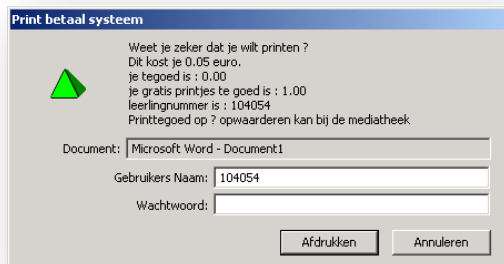 Print betaal systeem
Weet je zeker dat je wilt printen ?
Dit kost je 0.05 euro.
je tegoed is : 0.00
je gratis printjes te goed is : 1.00
leerlingnummer is : 104054
Printtegoed op ? opwaarderen kan bij de mediatheek
Document: Microsoft Word - Document1
Gebruikers Naam: 104054
Wachtwoord:
Afdrukken Annuleren